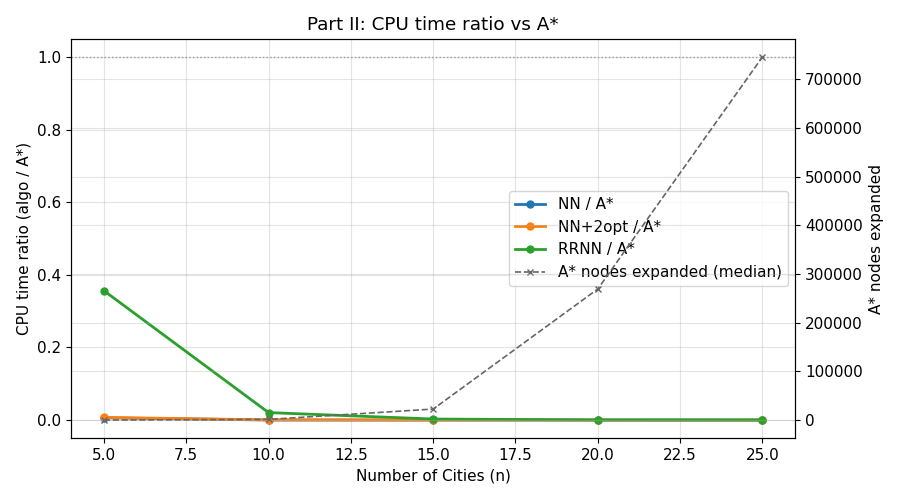 Part II: CPU time ratio vs A*
CPU time ratio (algo / A*)
1.0
0.8
0.6
0.4
0.2
0.0
700000
600000
500000
400000
300000
200000
100000
0
A* nodes expanded
NN / A*
NN+2opt / A*
RRNN / A*
A* nodes expanded (median)
5.0 7.5 10.0 12.5 15.0 17.5 20.0 22.5 25.0
Number of Cities (n)